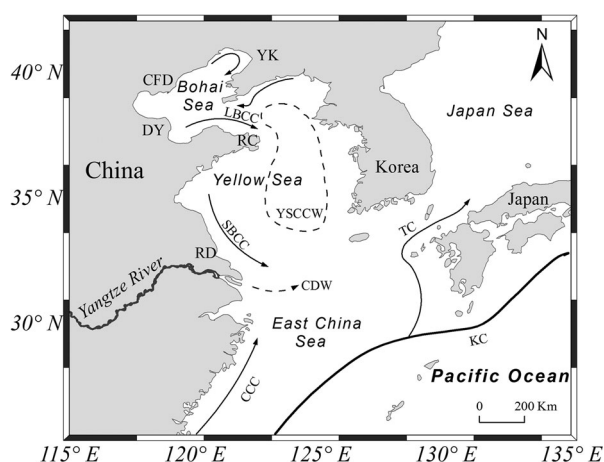 N
40° N
YK
CFD
Bohai
Sea
Japan Sea
LBCC
DY
RC
China
Korea
35° N
Yellow Sea
YSCCW
Japan
TC
SBCC
RD
Yangtze River
CDW
30° N
East China
Sea
KC
CCC
Pacific Ocean
0 200 Km
115° E 120° E 125° E 130° E 135° E